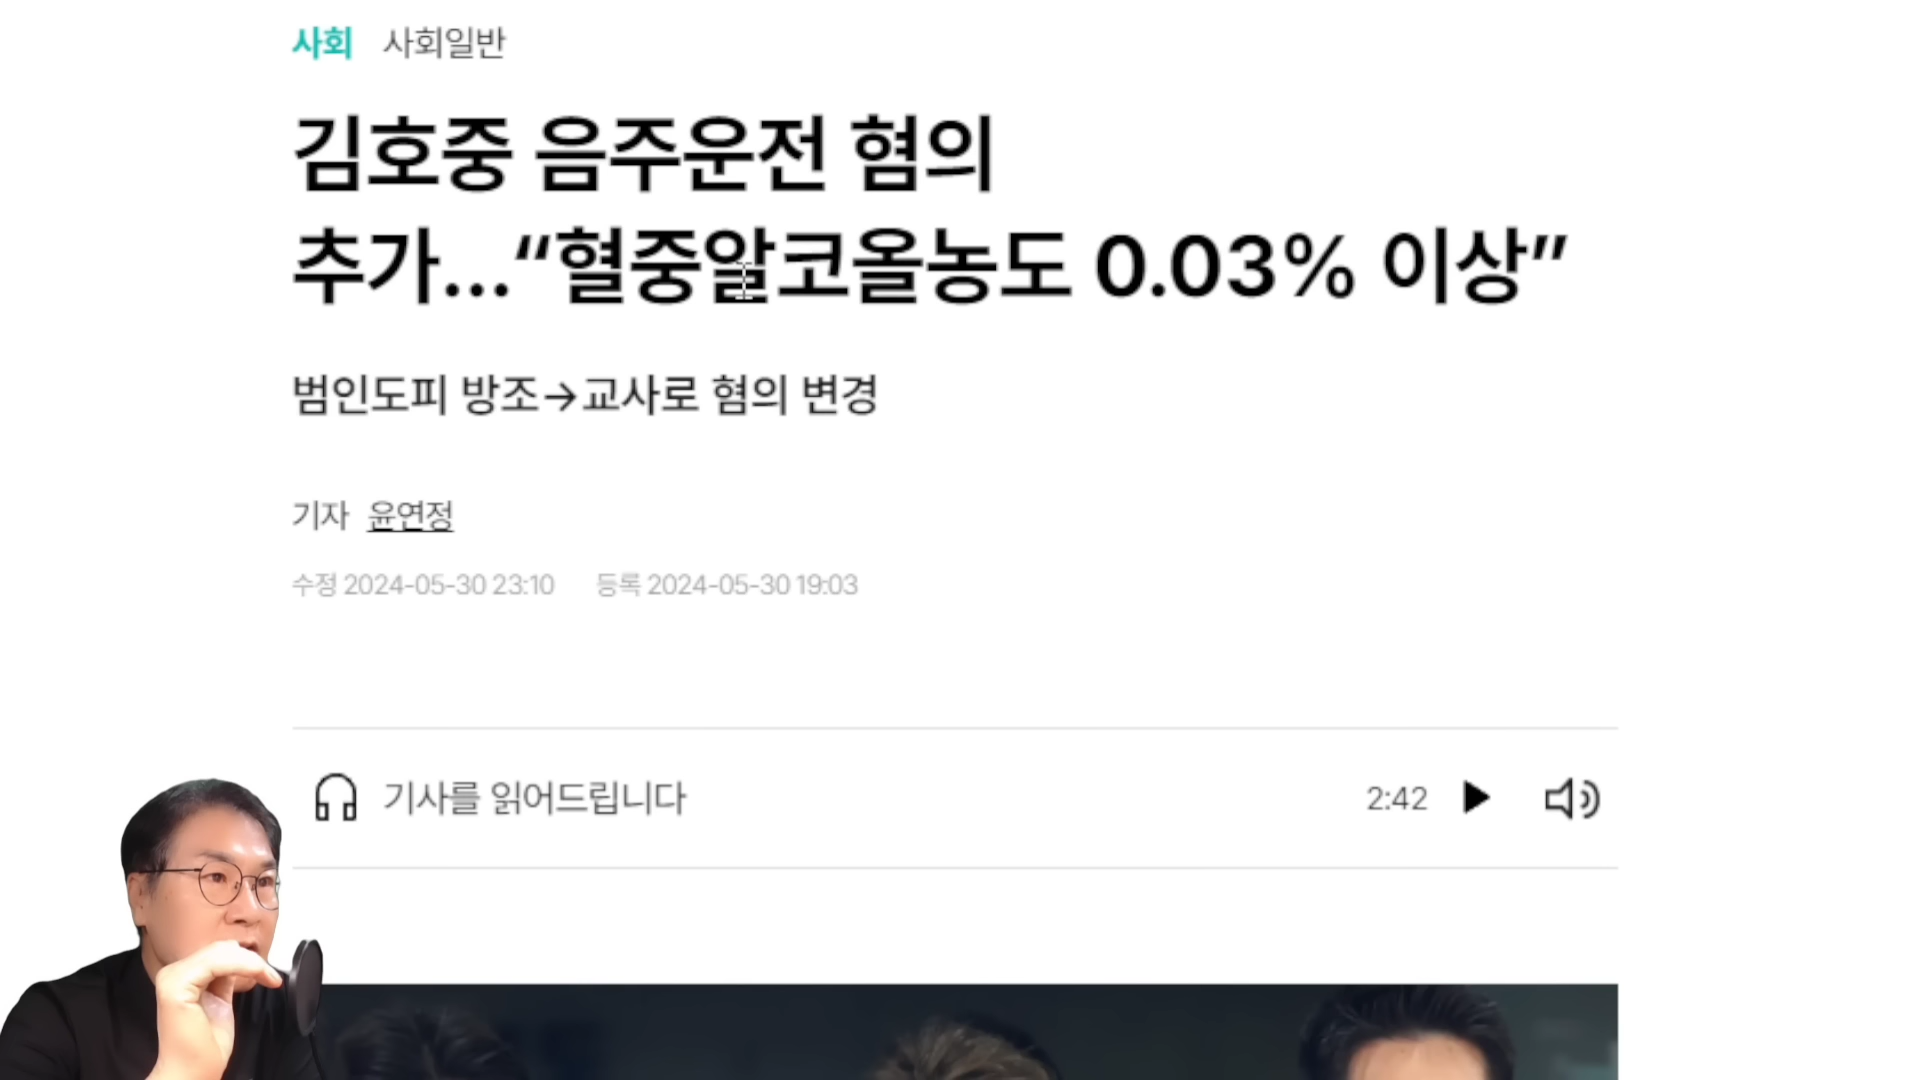 사회 사회일반
김호중 음주운전 혐의
추가…“혈중알코올농도 0.03% 이상”
범인도피 방조→교사로 혐의 변경
기자 윤연정
수정 2024-05-30 23:10 등록 2024-05-30 19:03
기사를 읽어드립니다 2:42